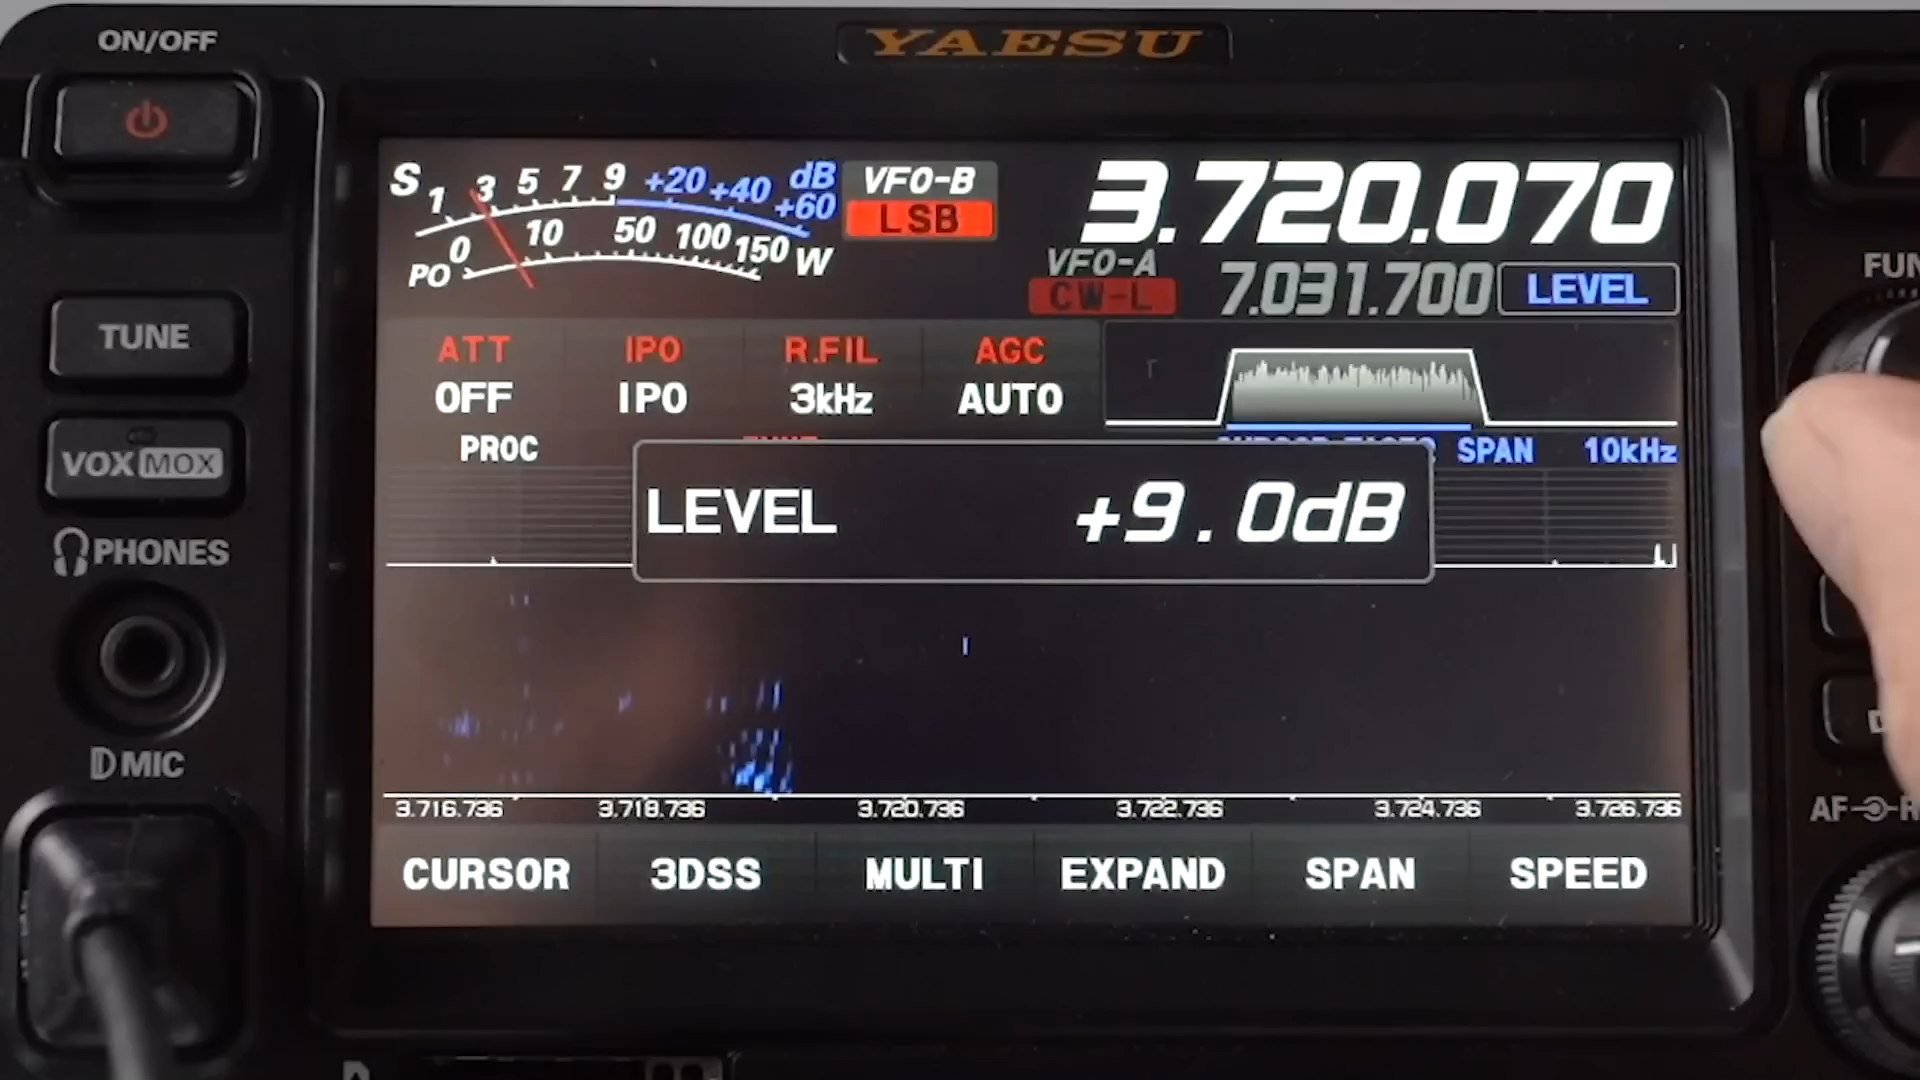 ON/OFF
YAESU
TUNE
VOX MOX
PHONES
MIC
S 1 3 5 7 9 +20 +40 +60 dB
PO 0 10 50 100 150 W
VFO-B
LSB
3.720.070
VFO-A
CW-L
7.031.700
LEVEL
ATT IPO R.FIL AGC
OFF IPO 3kHz AUTO
PROC
SPAN 10kHz
LEVEL +9.0dB
3.716.736 3.718.736 3.720.736 3.722.736 3.724.736 3.726.736
CURSOR 3DSS MULTI EXPAND SPAN SPEED
FUN
AF